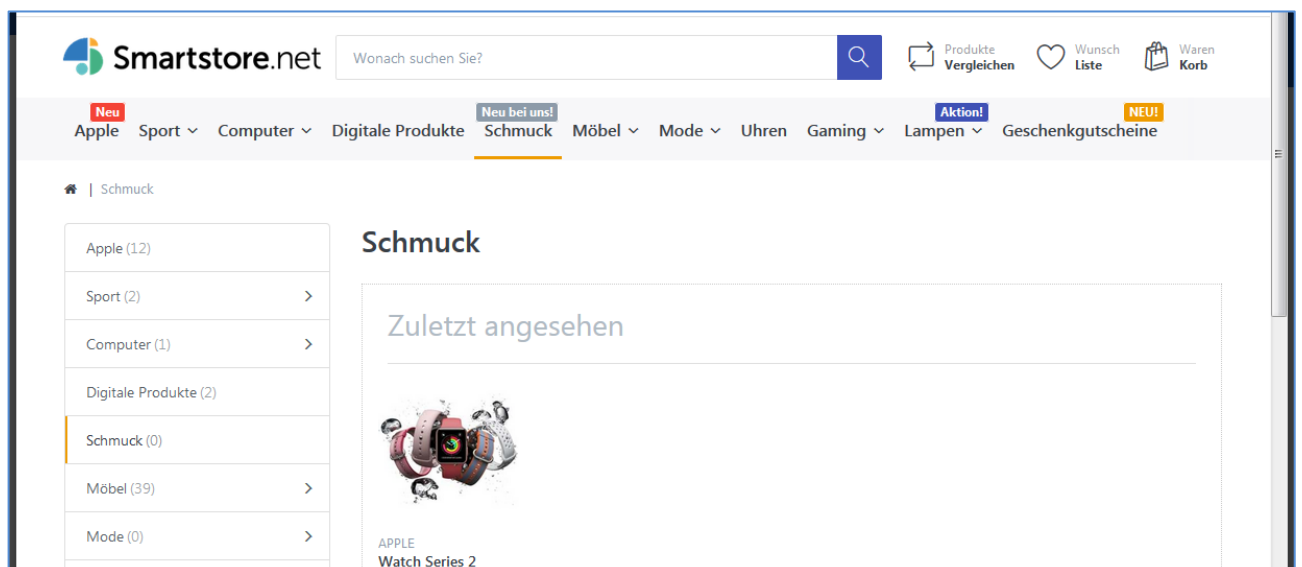 Smartstore.net
Wonach suchen Sie?
Produkte
Vergleichen
Wunsch
Liste
Waren
Korb
Neu
Neu bei uns!
Aktion!
NEU!
Apple Sport Computer Digitale Produkte Schmuck Möbel Mode Uhren Gaming Lampen Geschenkgutscheine
| Schmuck
Apple (12)
Sport (2)
Computer (1)
Digitale Produkte (2)
Schmuck (0)
Möbel (39)
Mode (0)
Schmuck
Zuletzt angesehen
APPLE
Watch Series 2